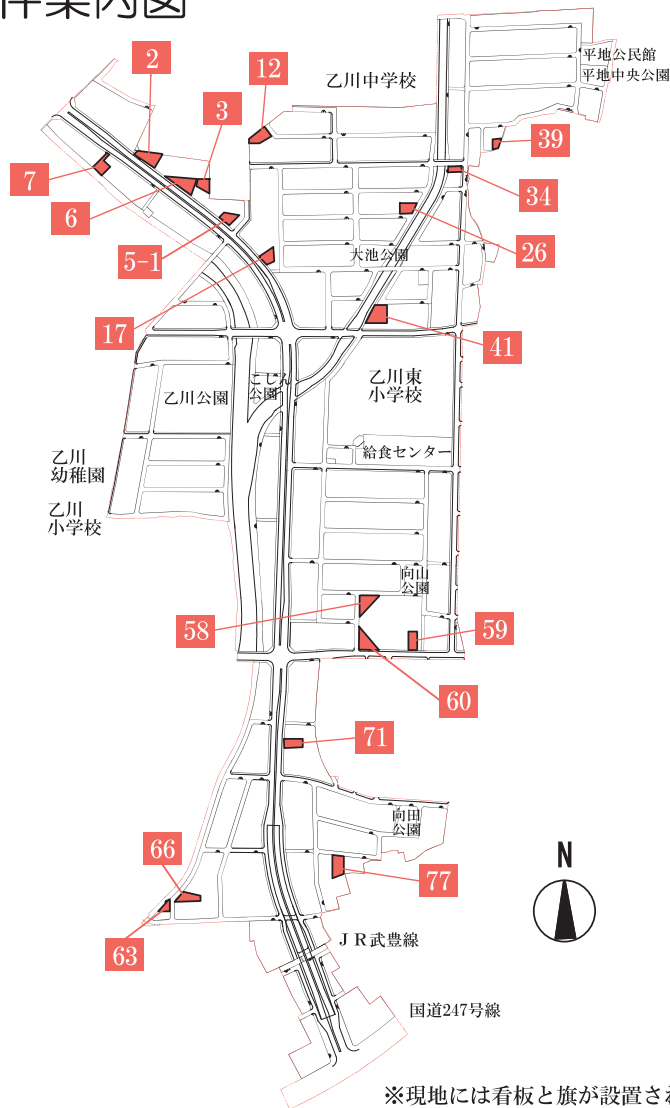 件案内図
2
12
乙川中学校
平地公民館
平地中央公園
3
39
7
6
34
5-1
26
大池公園
17
41
乙川公園
こじん
公園
乙川東
小学校
乙川
幼稚園
給食センター
乙川
小学校
向山
公園
58
59
60
71
向田
公園
66
77
N
63
JR武豊線
国道247号線
※現地には看板と旗が設置され